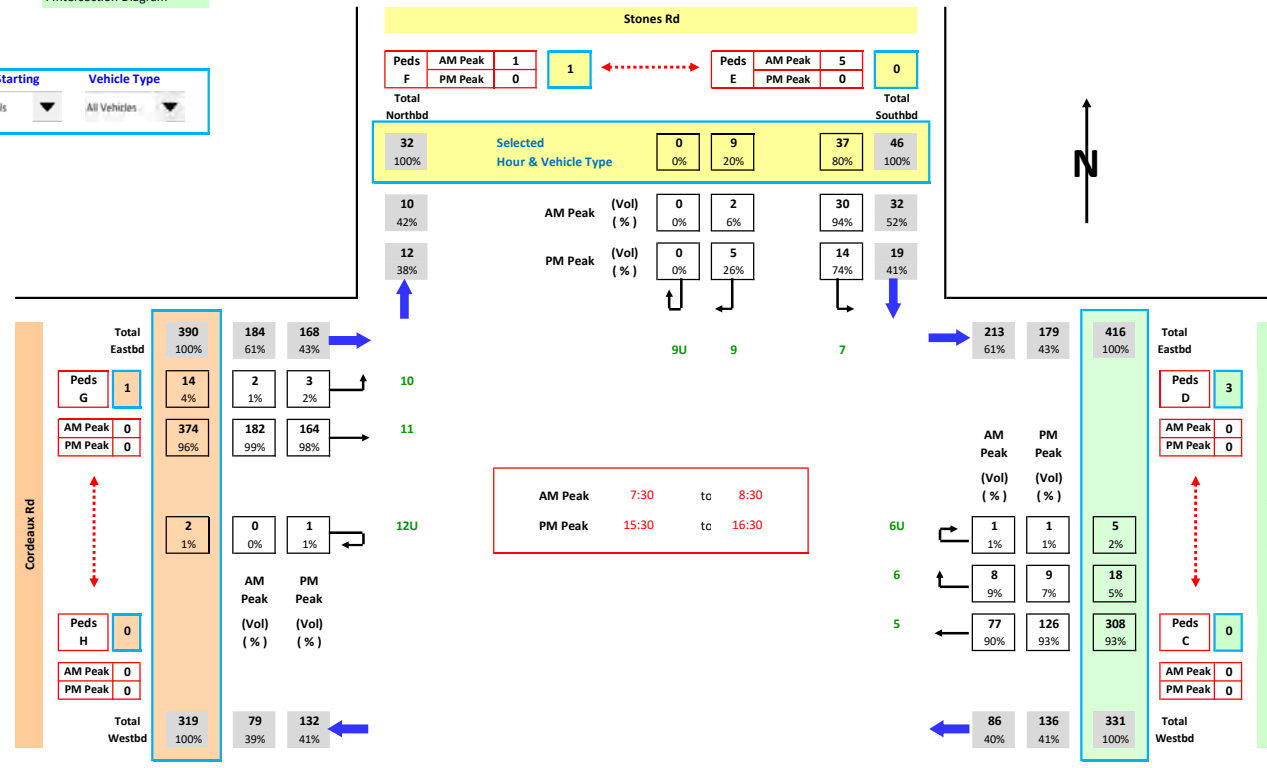 Intersection Diagram
Starting Vehicle Type
ls All Vehicles
Stones Rd
Peds F AM Peak 1 PM Peak 0 1
Peds E AM Peak 5 PM Peak 0 0
Total Northbd
Total Southbd
32 100% Selected Hour & Vehicle Type 0 0% 9 20% 37 80% 46 100%
10 42% AM Peak (Vol) ( % ) 0 0% 2 6% 30 94% 32 52%
12 38% PM Peak (Vol) ( % ) 0 0% 5 26% 14 74% 19 41%
N
9U 9 7
Cordeaux Rd
Total Eastbd 390 100% 184 61% 168 43%
Peds G 1 14 4% 2 1% 3 2% 10
AM Peak 0 PM Peak 0 374 96% 182 99% 164 98% 11
2 1% 0 0% 1 1% 12U
AM Peak (Vol) ( % ) PM Peak (Vol) ( % )
Peds H 0
AM Peak 0
PM Peak 0
Total Westbd 319 100% 79 39% 132 41%
AM Peak 7:30 to 8:30
PM Peak 15:30 to 16:30
213 61% 179 43% 416 100% Total Eastbd
Peds D 3
AM Peak 0
PM Peak 0
AM Peak (Vol) ( % ) PM Peak (Vol) ( % )
6U 1 1% 1 1% 5 2%
6 8 9% 9 7% 18 5%
5 77 90% 126 93% 308 93%
Peds C 0
AM Peak 0
PM Peak 0
86 40% 136 41% 331 100% Total Westbd